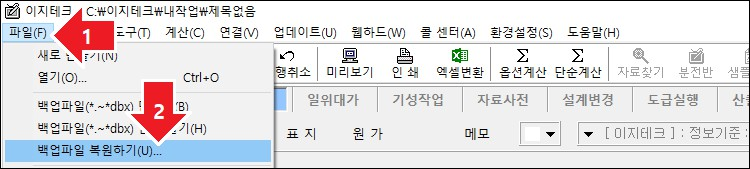 이지테크 - C:\이지테크\내작업\제목없음
파일(F) 도구(T) 계산(C) 연결(V) 업데이트(U) 웹하드(W) 콜 센터(A) 환경설정(S) 도움말(H)
1
새로 (N)
열기(O)... Ctrl+O
백업파일(*.~*dbx) (B)
백업파일(*.~*dbx) (H)
2
백업파일 복원하기(U)...
행취소 미리보기 인 쇄 엑셀변환 옵션계산 단순계산 자료찾기 분전반 샘플
일위대가 기성작업 자료사전 설계변경 도급실행 산출
표 지 원 가 메모 [ 이지테크 ] : 정보기준 :